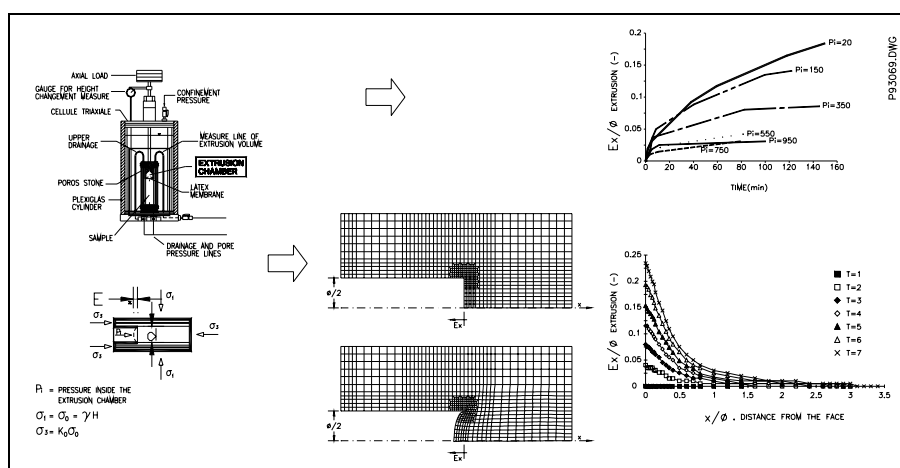 AXIAL LOAD
GAUGE FOR HEIGHT
CHANGEMENT MEASURE
CONFINEMENT
PRESSURE
CELLULE TRIAXIALE
UPPER
DRAINAGE
MEASURE LINE OF
EXTRUSION VOLUME
EXTRUSION
CHAMBER
POROS STONE
LATEX
MEMBRANE
PLEXIGLAS
CYLINDER
SAMPLE
DRAINAGE AND PORE
PRESSURE LINES
E
σ₁
σ₃
σ₃
σ₃
Pi
σ₁
Pi = PRESSURE INSIDE THE
EXTRUSION CHAMBER
σ₁ = σ₀ = γ H
σ₃ = K₀σ₀
ø/2
Ex
x
ø/2
Ex
x
P93069.DWG
Ex/ø EXTRUSION (-)
0.2
0.15
0.1
0.05
0
0 20 40 60 80 100 120 140 160
TIME(min)
Pi=20
Pi=150
Pi=350
Pi=550
Pi=950
Pi=750
Ex/ø EXTRUSION (-)
0.25
0.2
0.15
0.1
0.05
0
0.0 0.5 1.0 1.5 2.0 2.5 3.0 3.5
x/ø . DISTANCE FROM THE FACE
T=1
T=2
T=3
T=4
T=5
T=6
T=7